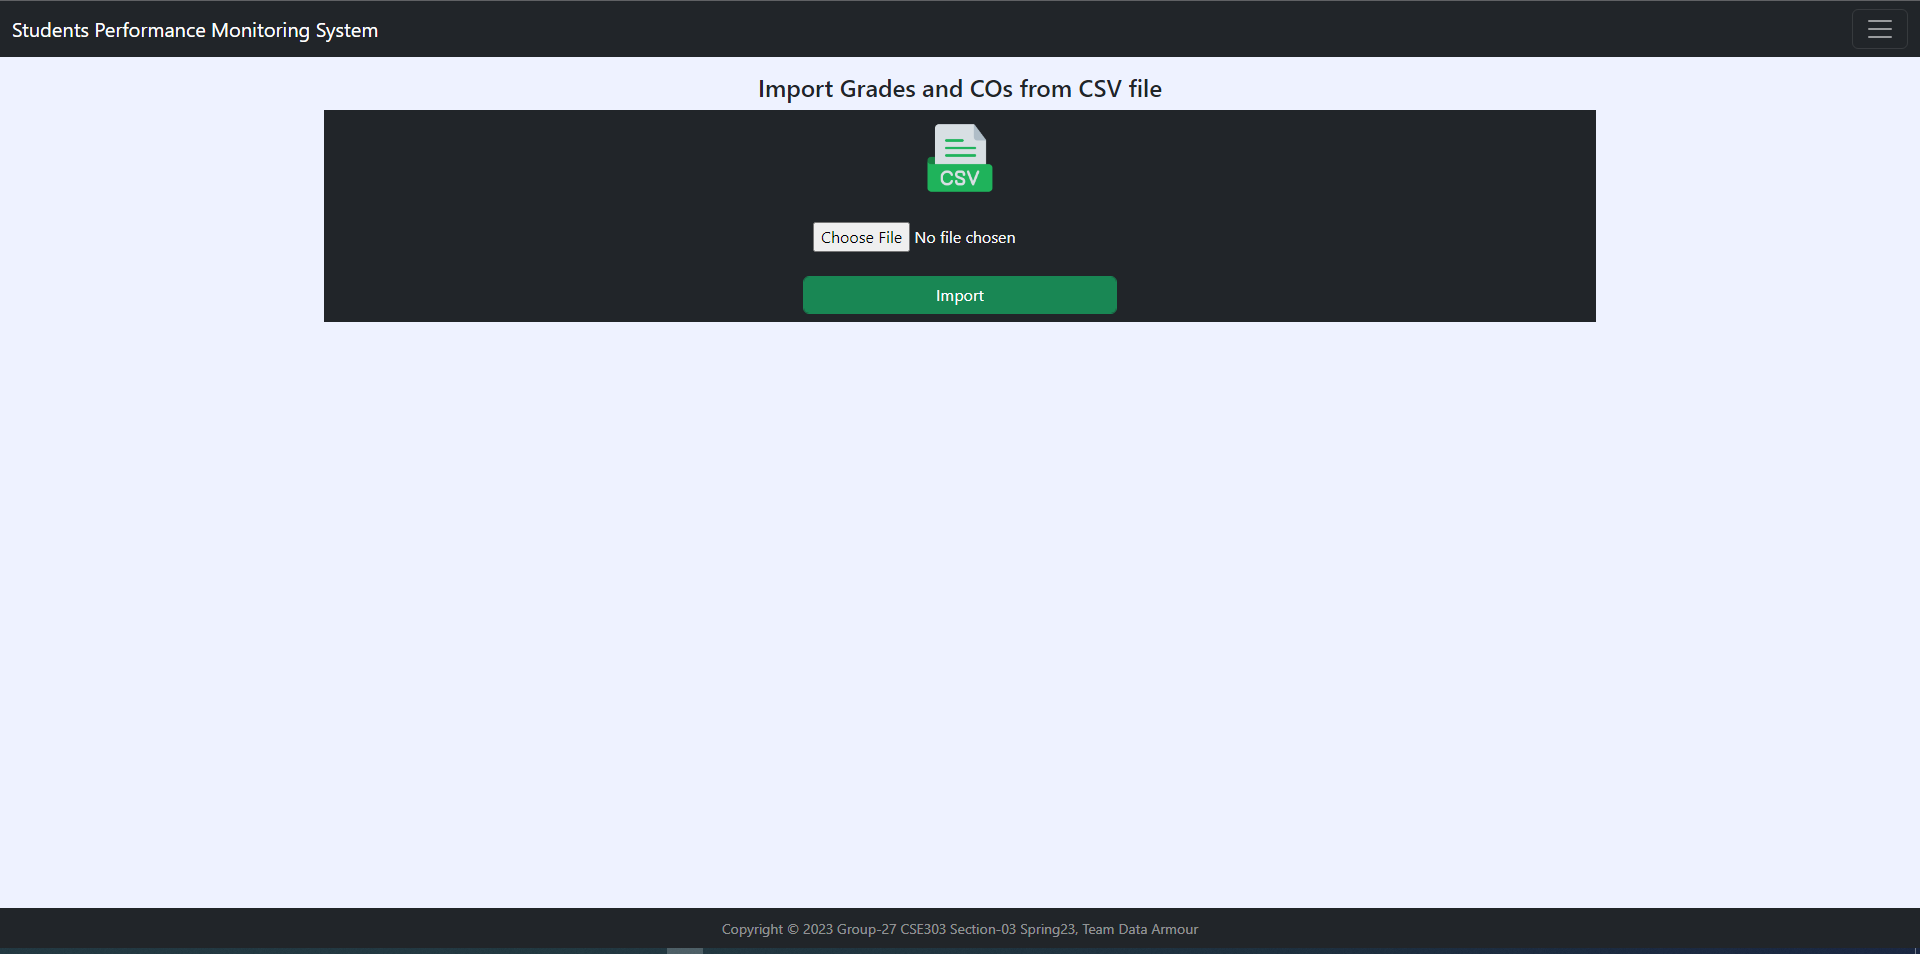 Students Performance Monitoring System
Import Grades and COs from CSV file
CSV
Choose File No file chosen
Import
Copyright © 2023 Group-27 CSE303 Section-03 Spring23, Team Data Armour